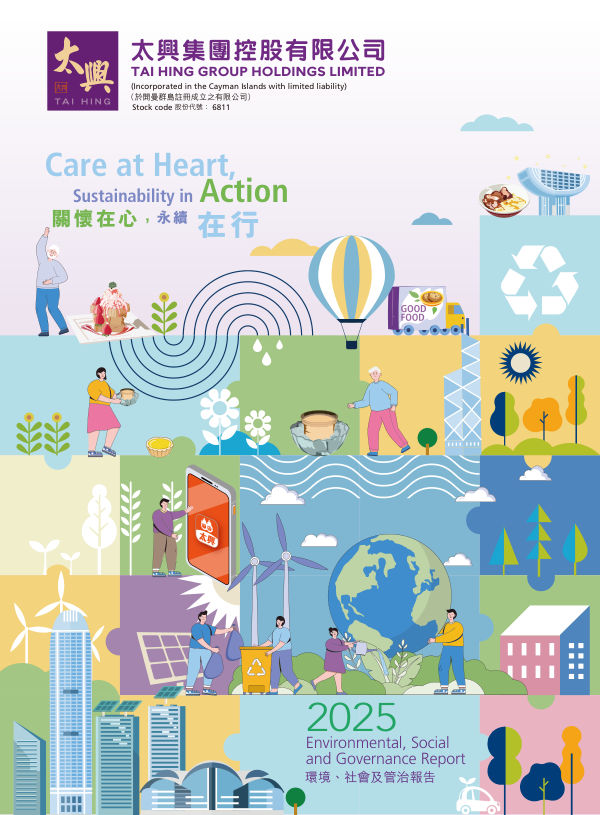 太興
TAI HING
太興集團控股有限公司
TAI HING GROUP HOLDINGS LIMITED
(Incorporated in the Cayman Islands with limited liability)
(於開曼群島註冊成立之有限公司)
Stock code 股份代號： 6811
Care at Heart,
Sustainability in Action
關懷在心，永續 在行
GOOD
FOOD
太興
2025
Environmental, Social
and Governance Report
環境、社會及管治報告